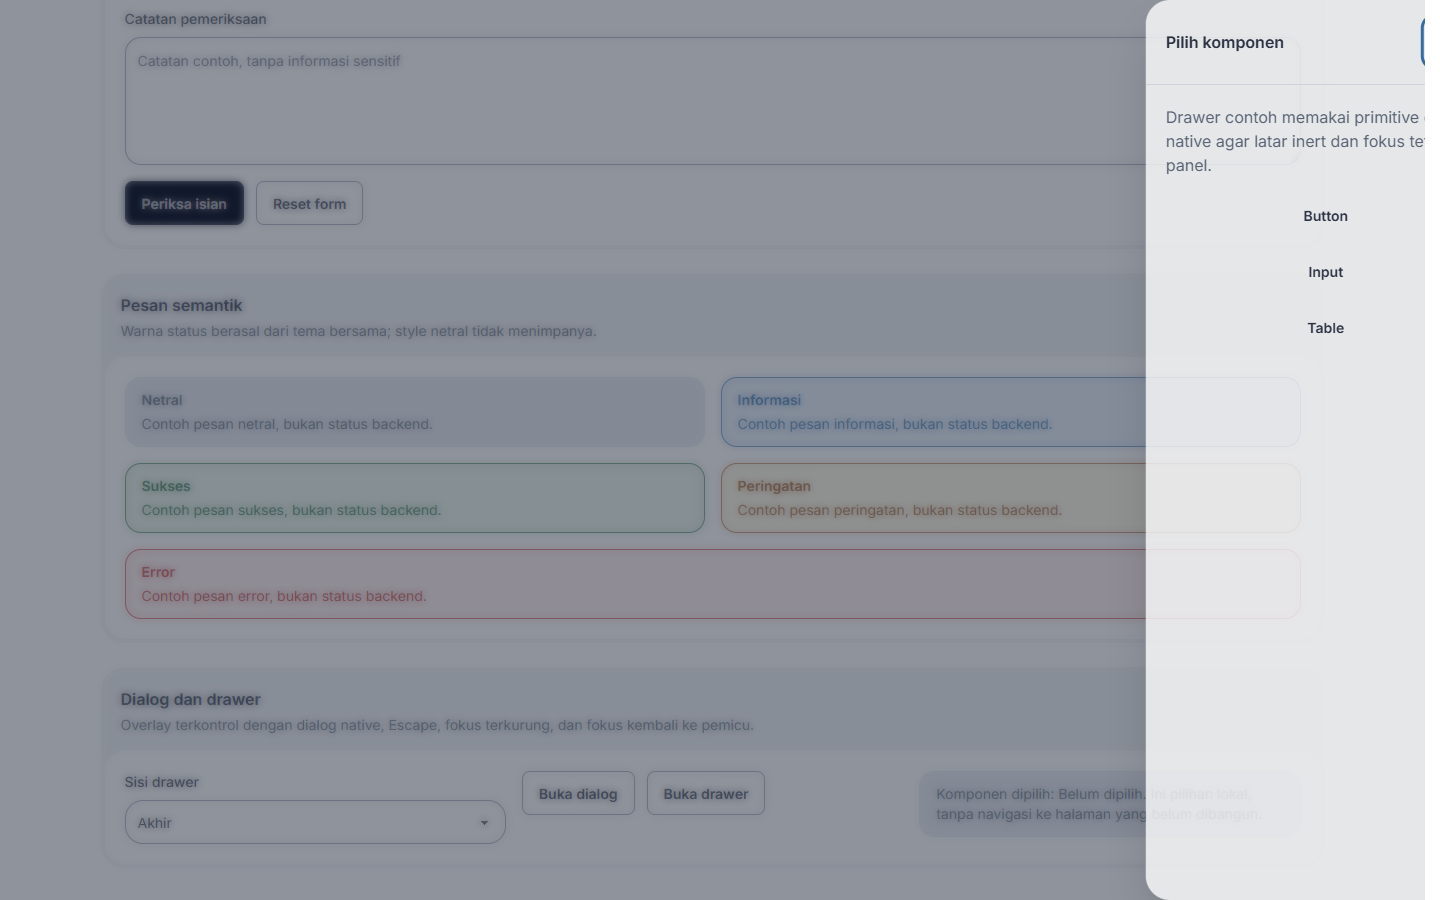 Catatan pemeriksaan
Catatan contoh, tanpa informasi sensitif
Periksa isian
Reset form
Pesan semantik
Warna status berasal dari tema bersama; style netral tidak menimpanya.
Netral
Contoh pesan netral, bukan status backend.
Informasi
Contoh pesan informasi, bukan status backend.
Sukses
Contoh pesan sukses, bukan status backend.
Peringatan
Contoh pesan peringatan, bukan status backend.
Error
Contoh pesan error, bukan status backend.
Dialog dan drawer
Overlay terkontrol dengan dialog native, Escape, fokus terkurung, dan fokus kembali ke pemicu.
Sisi drawer
Akhir
Buka dialog
Buka drawer
Komponen dipilih: Belum dipilih. Ini pilihan lokal,
tanpa navigasi ke halaman yang belum dibangun.
Pilih komponen
Drawer contoh memakai primitive
native agar latar inert dan fokus
panel.
Button
Input
Table